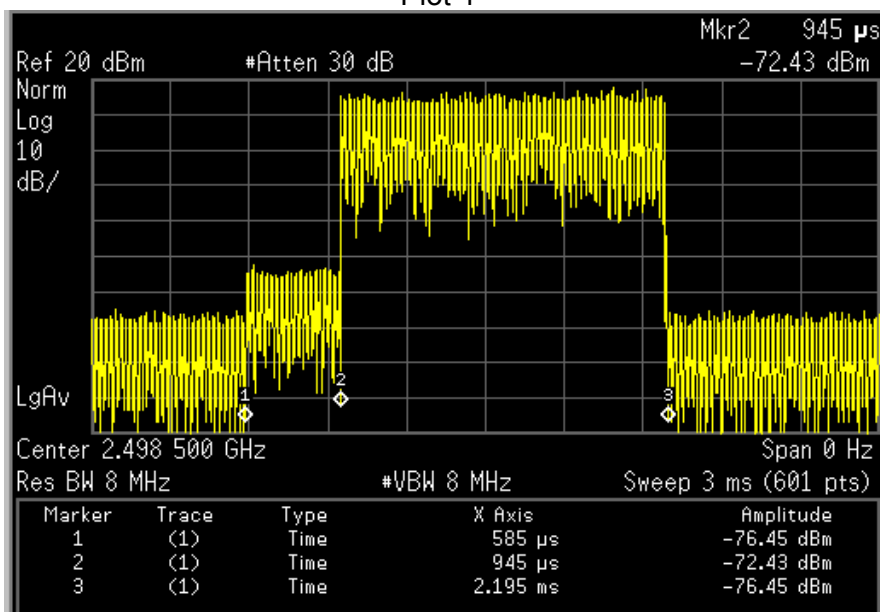 Mkr2 945 µs
Ref 20 dBm #Atten 30 dB -72.43 dBm
Norm
Log
10
dB/
2
1
3
LgAv
Center 2.498 500 GHz Span 0 Hz
Res BW 8 MHz #VBW 8 MHz Sweep 3 ms (601 pts)
Marker Trace Type X Axis Amplitude
1 (1) Time 585 µs -76.45 dBm
2 (1) Time 945 µs -72.43 dBm
3 (1) Time 2.195 ms -76.45 dBm